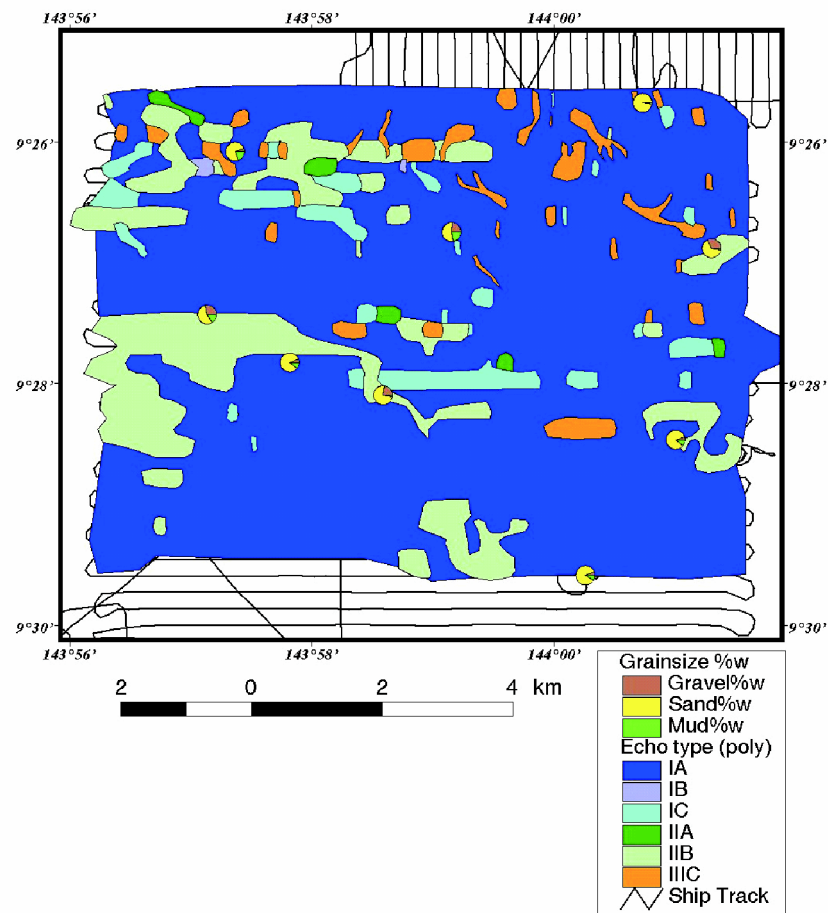 143°56’ 143°58’ 144°00’
9°26’ 9°26’
9°28’ 9°28’
9°30’ 9°30’
143°56’ 143°58’ 144°00’
2 0 2 4 km
Grainsize %w
Gravel%w
Sand%w
Mud%w
Echo type (poly)
IA
IB
IC
IIA
IIB
IIIC
Ship Track